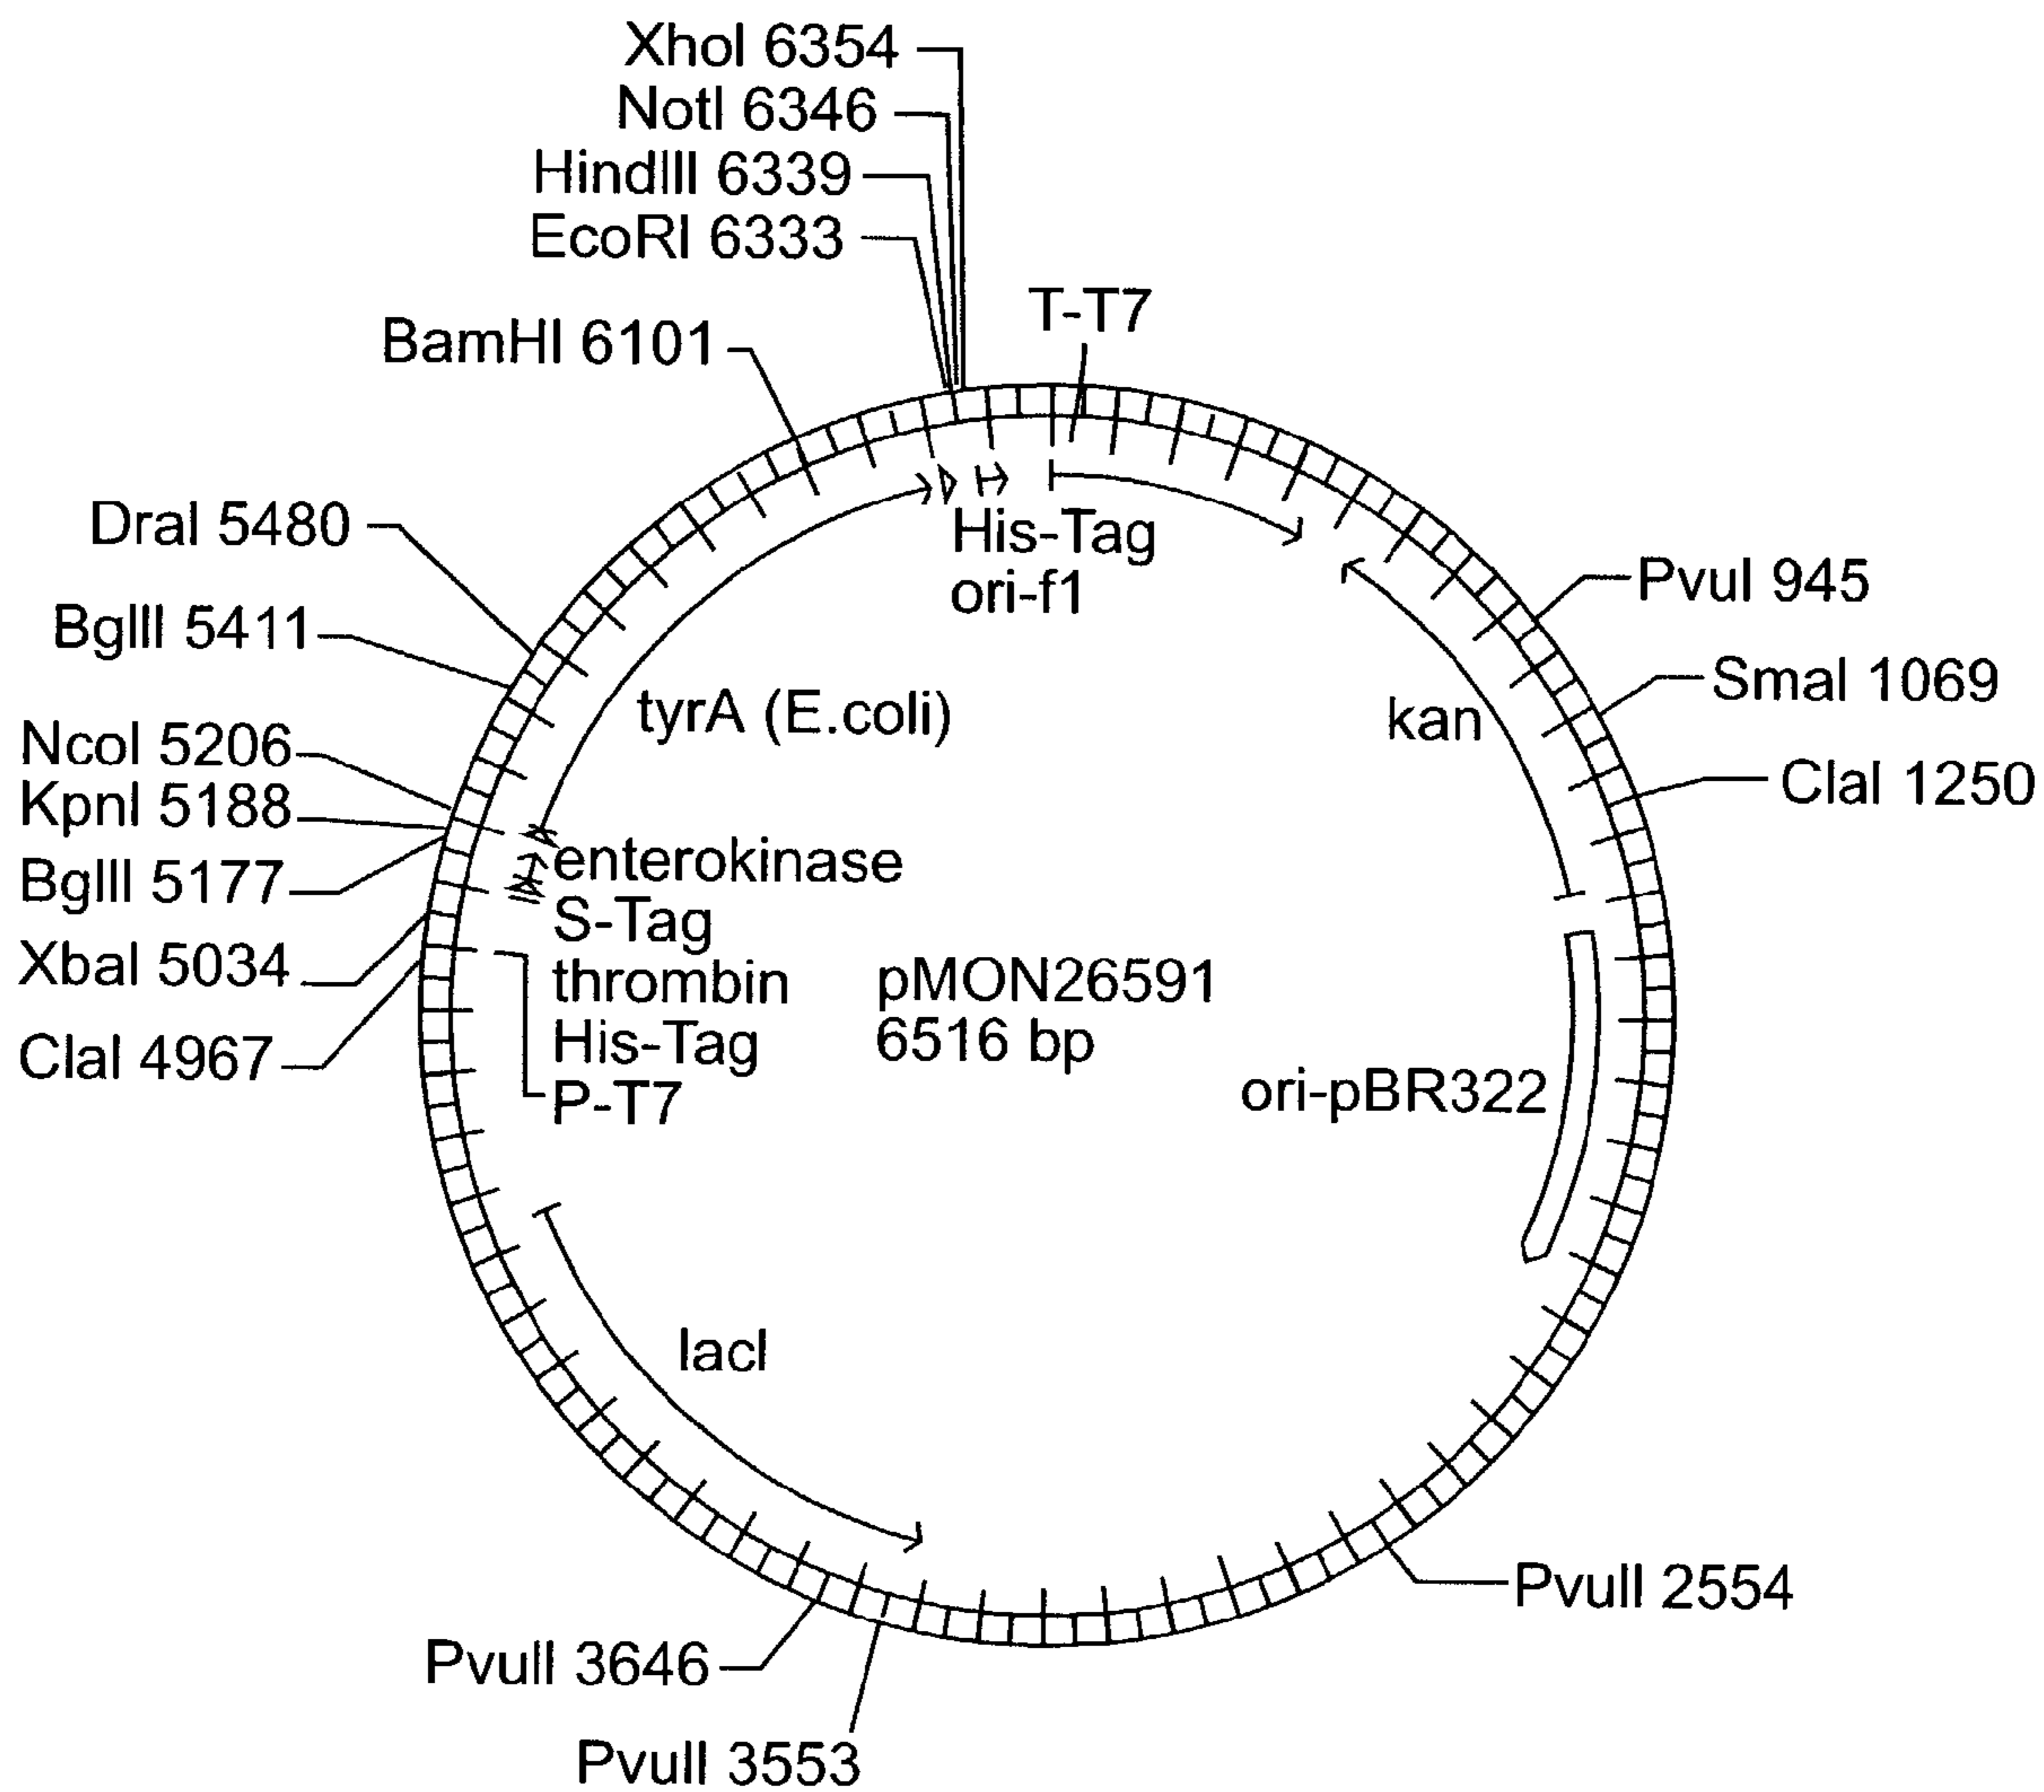 XhoI 6354
NotI 6346
HindIII 6339
EcoRI 6333
T-T7
BamHI 6101
His-Tag
ori-f1
DraI 5480
PvuI 945
BglII 5411
SmaI 1069
tyrA (E.coli)
kan
NcoI 5206
ClaI 1250
KpnI 5188
enterokinase
BglII 5177
S-Tag
XbaI 5034
thrombin
pMON26591
ClaI 4967
His-Tag
6516 bp
P-T7
ori-pBR322
lacI
PvuII 2554
PvuII 3646
PvuII 3553